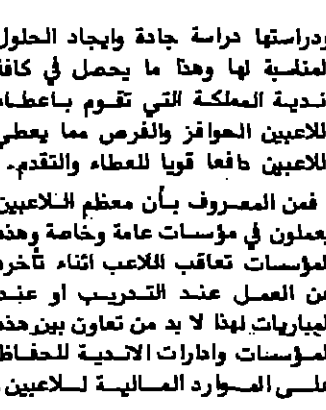 ودراستها دراسة جادة وايجاد الحلول
المناسبة لها وهذا ما يحصل في كافة
اندية المملكة التي تقوم باعطاء
اللاعبين الحوافز والفرص مما يعطي
اللاعبين دافعا قويا للعطاء والتقدم.
فمن المعروف بأن معظم اللاعبين
يعملون في مؤسسات عامة وخاصة وهذه
المؤسسات تعاقب اللاعب اثناء تأخره
عن العمل عند التدريب او عند
المباريات لهذا لا بد من تعاون بين هذه
المؤسسات وادارات الاندية للحفاظ
على الموارد المالية للاعبين